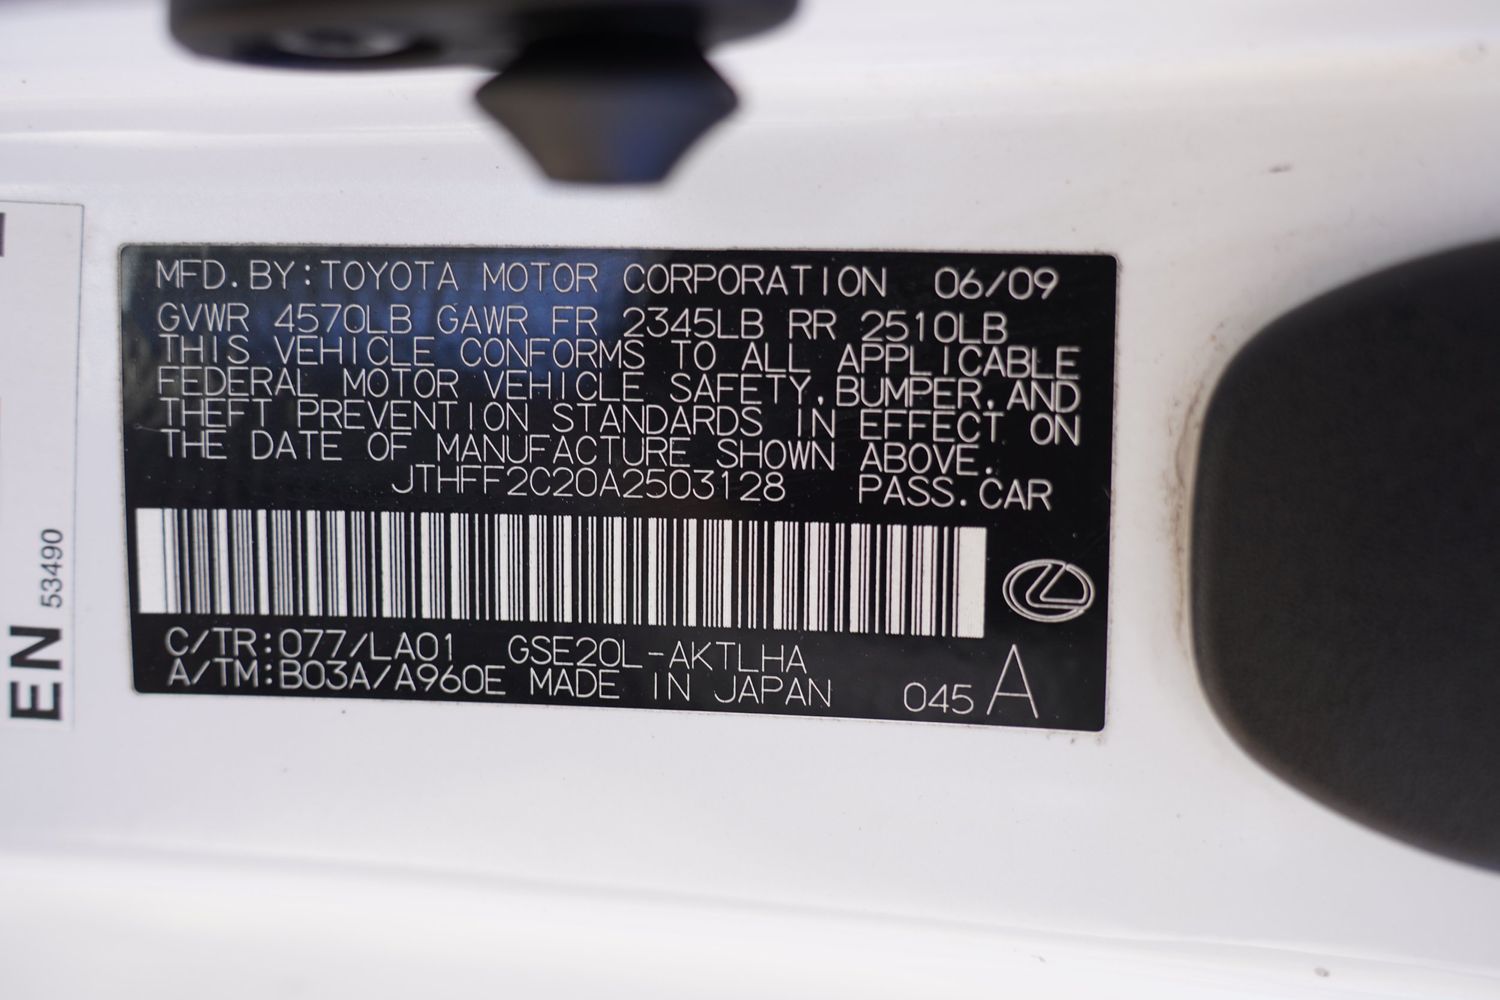 MFD.BY:TOYOTA MOTOR CORPORATION 06/09
GVWR 4570LB GAWR FR 2345LB RR 2510LB
THIS VEHICLE CONFORMS TO ALL APPLICABLE
FEDERAL MOTOR VEHICLE SAFETY,BUMPER,AND
THEFT PREVENTION STANDARDS IN EFFECT ON
THE DATE OF MANUFACTURE SHOWN ABOVE.
JTHFF2C20A2503128 PASS.CAR
C/TR:077/LA01 GSE20L-AKTLHA
A/TM:B03A/A960E MADE IN JAPAN 045 A
EN 53490